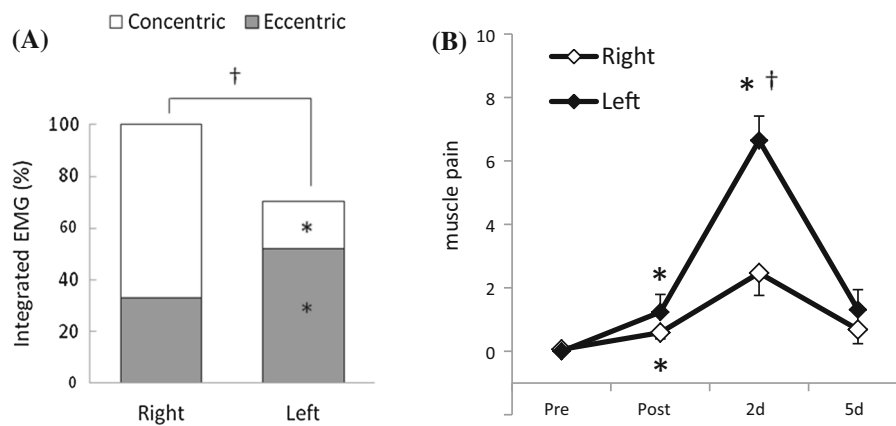 Concentric Eccentric
(A)
†
Integrated EMG (%)
100
80
60
40
20
0
*
*
Right Left
(B)
muscle pain
10
8
6
4
2
0
Right
Left
* †
*
*
Pre Post 2d 5d